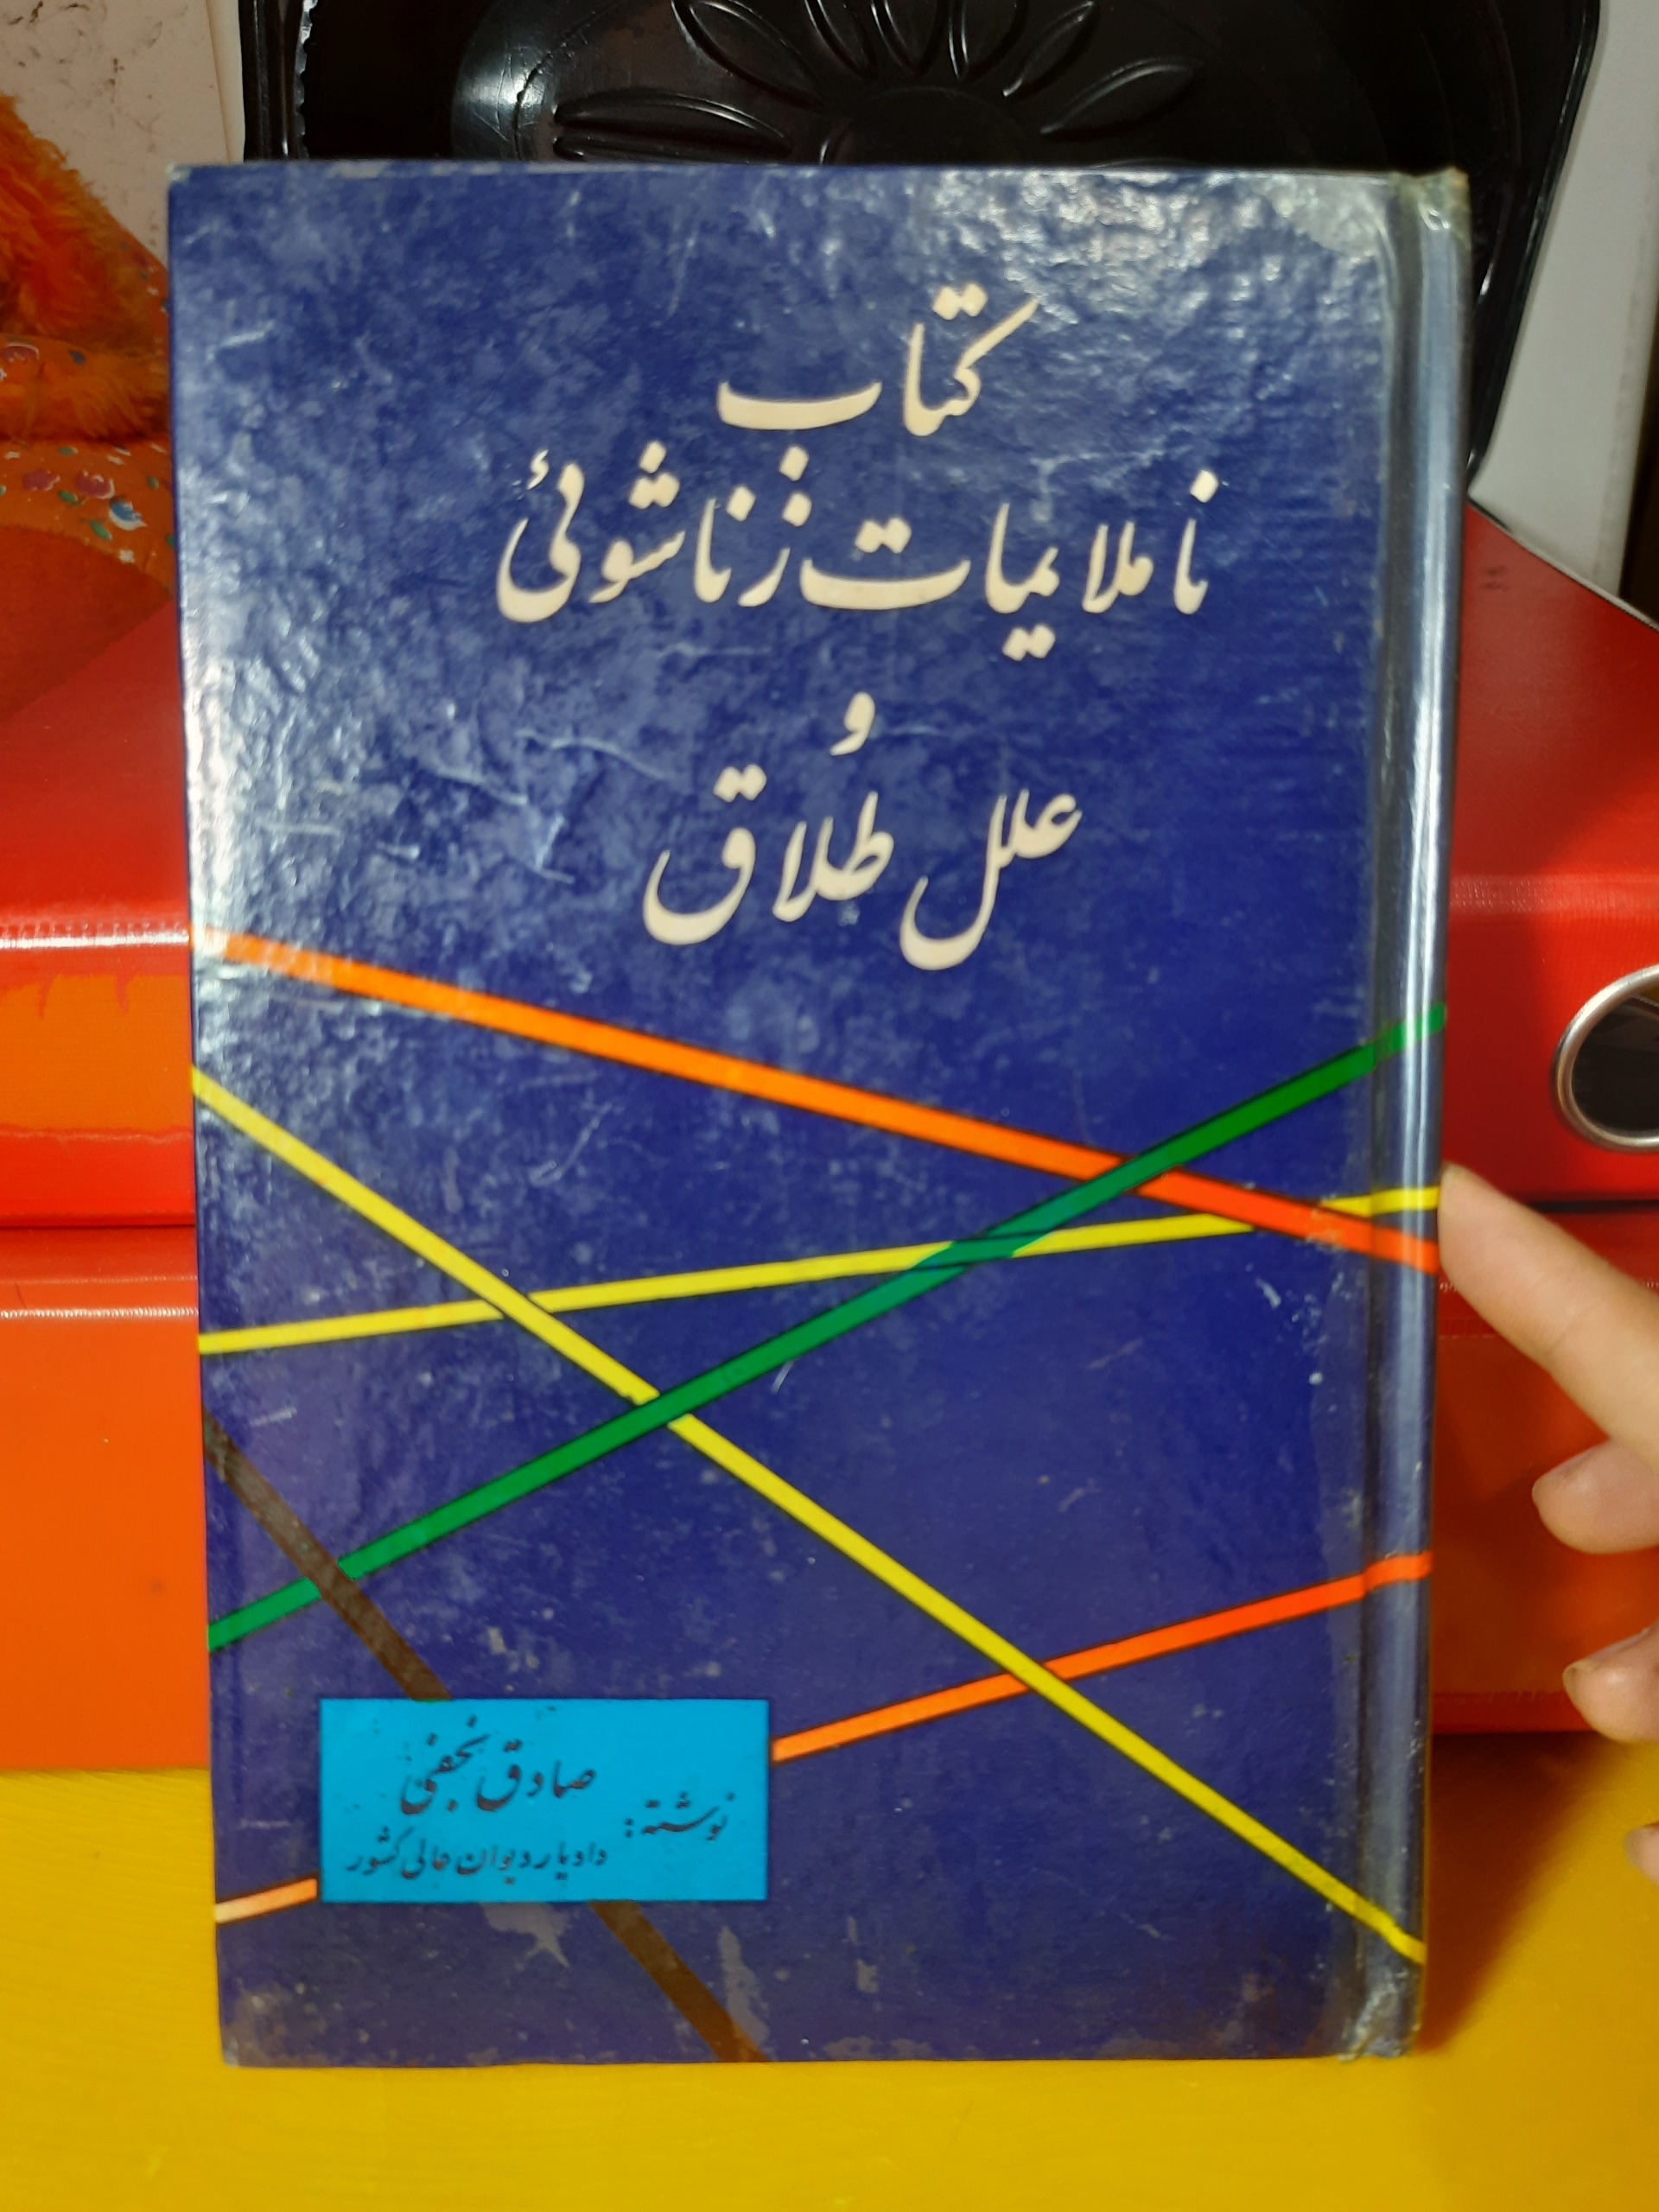 کتاب
ناملایمات زناشوئی
و
علل طلاق
نوشته: صادق نجفی
دادیار دیوان عالی کشور